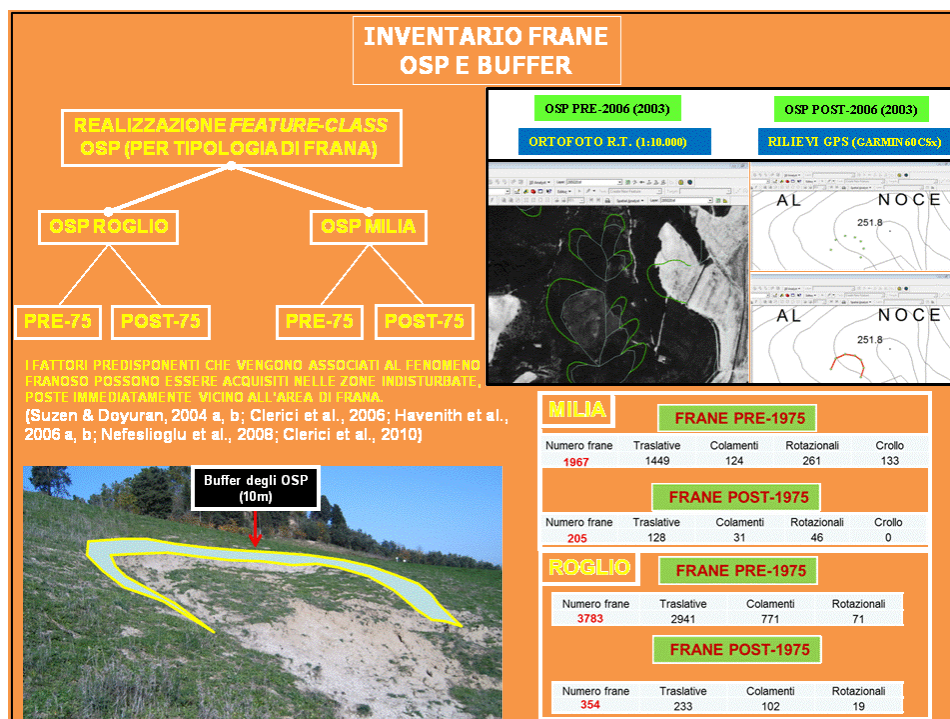 INVENTARIO FRANE
OSP E BUFFER
REALIZZAZIONE FEATURE-CLASS
OSP (PER TIPOLOGIA DI FRANA)
OSP ROGLIO
OSP MILIA
PRE-75
POST-75
PRE-75
POST-75
OSP PRE-2006 (2003)
OSP POST-2006 (2003)
ORTOFOTO R.T. (1:10.000)
RILIEVI GPS (GARMIN 60 CSx)
AL NOCE
251.8
AL NOCE
251.8
I FATTORI PREDISPONENTI CHE VENGONO ASSOCIATI AL FENOMENO
FRANOSO POSSONO ESSERE ACQUISITI NELLE ZONE INDISTURBATE,
POSTE IMMEDIATAMENTE VICINO ALL'AREA DI FRANA.
(Suzen & Doyuran, 2004 a, b; Clerici et al., 2006; Havenith et al.,
2006 a, b; Nefeslioglu et al., 2008; Clerici et al., 2010)
Buffer degli OSP
(10m)
MILIA
FRANE PRE-1975
Numero frane Traslative Colamenti Rotazionali Crollo
1967 1449 124 261 133
FRANE POST-1975
Numero frane Traslative Colamenti Rotazionali Crollo
205 128 31 46 0
ROGLIO
FRANE PRE-1975
Numero frane Traslative Colamenti Rotazionali
3783 2941 771 71
FRANE POST-1975
Numero frane Traslative Colamenti Rotazionali
354 233 102 19